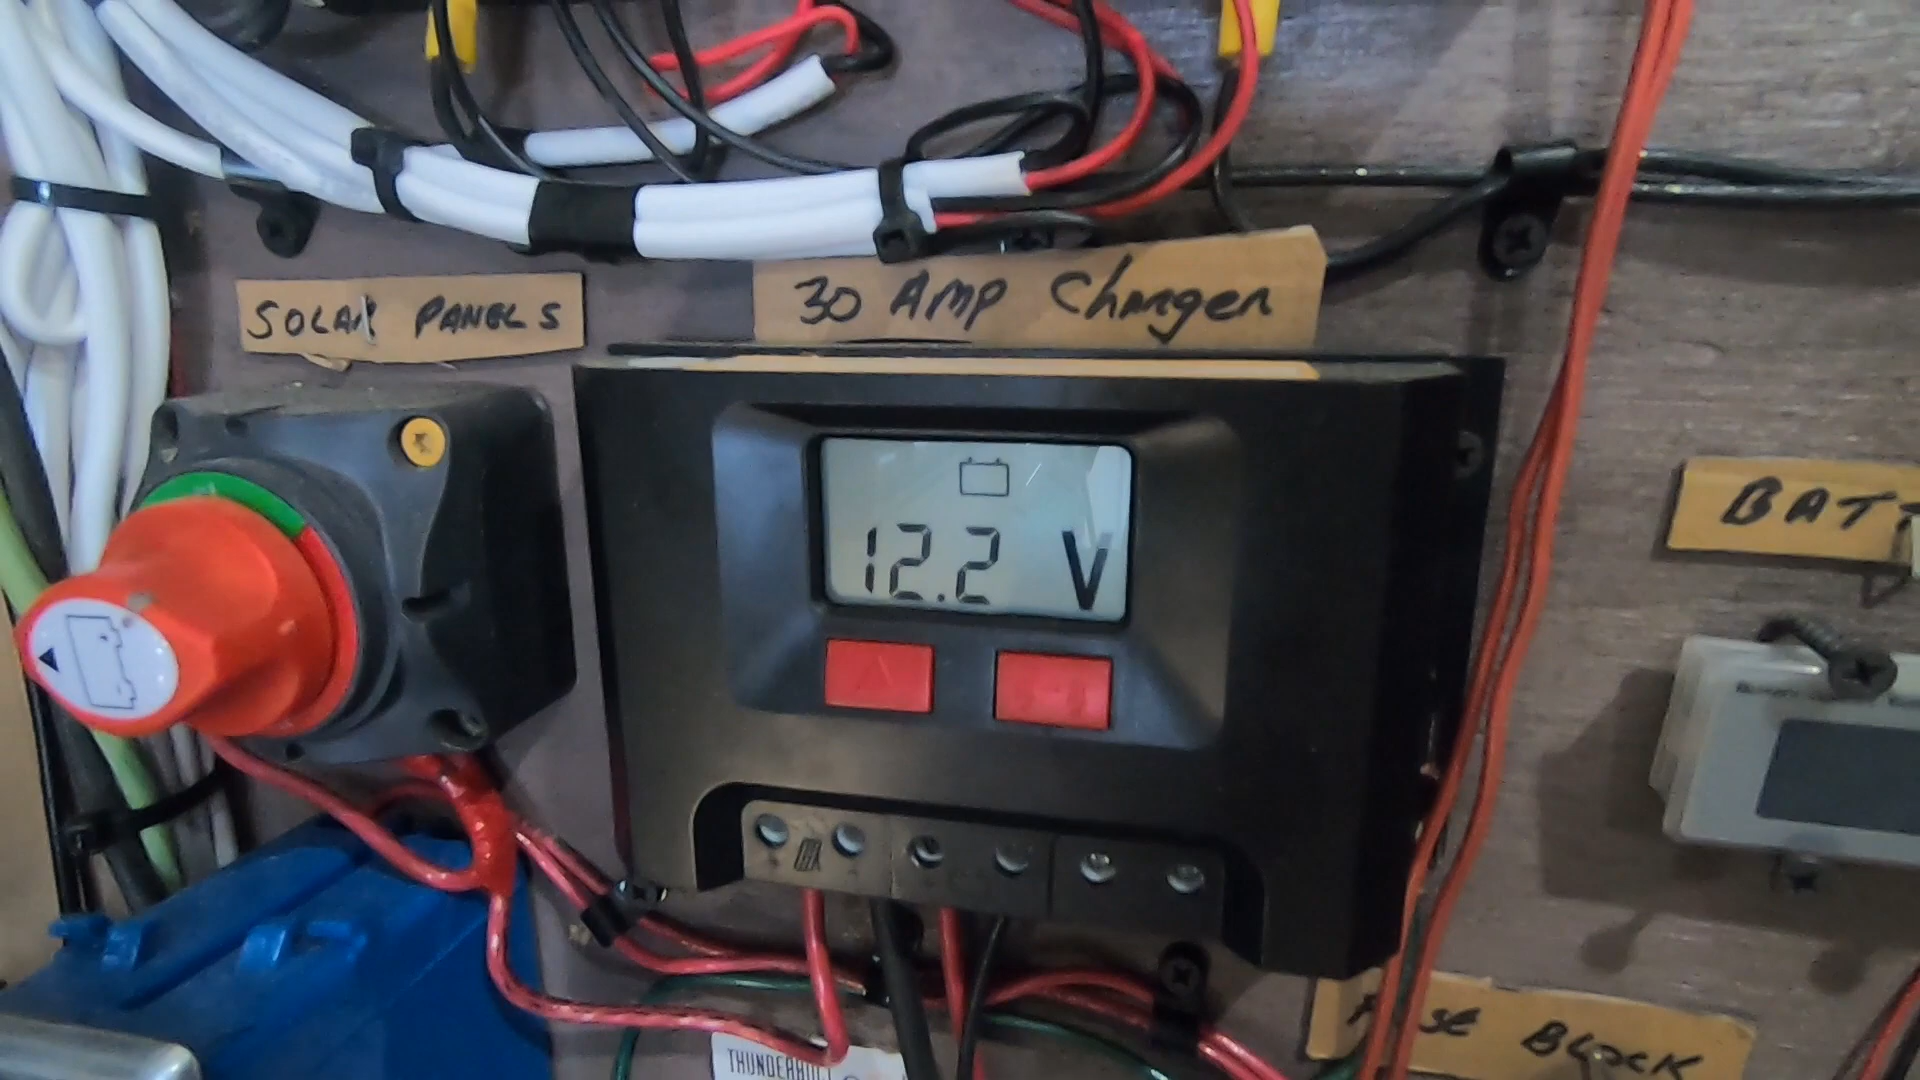 SOLAR PANELS
30 Amp Charger
12.2 V
BATT
FUSE BLOCK
THUNDERBOLT